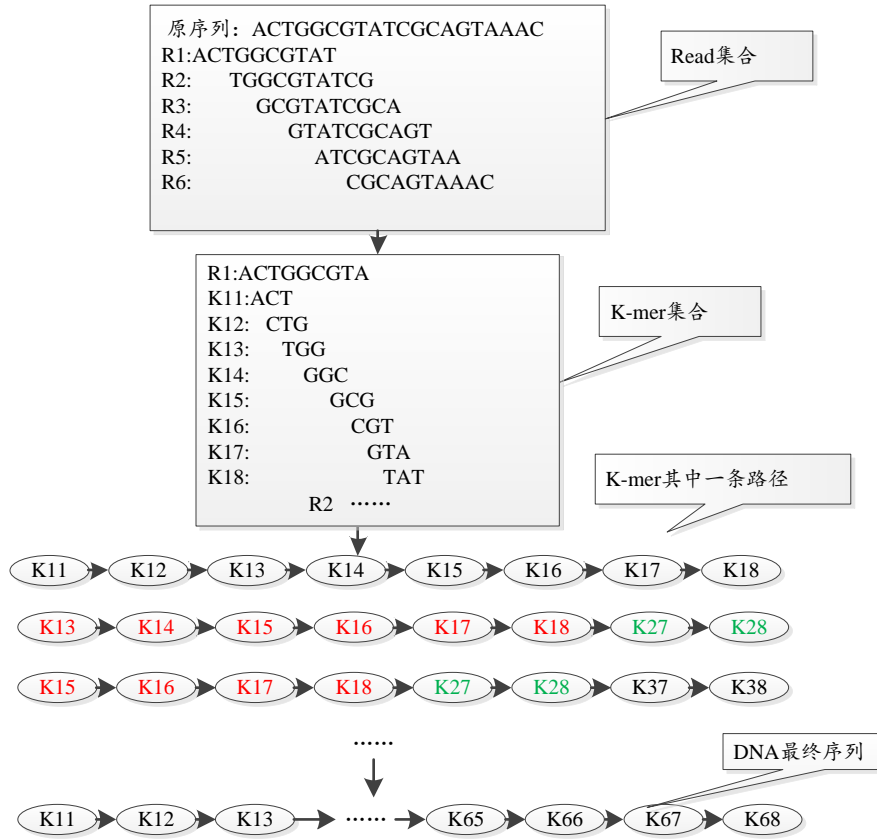 原序列：ACTGGCGTATCGCAGTAAAC
R1:ACTGGCGTAT
R2: TGGCGTATCG
R3: GCGTATCGCA
R4: GTATCGCAGT
R5: ATCGCAGTAA
R6: CGCAGTAAAC
Read集合
R1:ACTGGCGTA
K11:ACT
K12: CTG
K13: TGG
K14: GGC
K15: GCG
K16: CGT
K17: GTA
K18: TAT
R2 ……
K-mer集合
K-mer其中一条路径
K11 K12 K13 K14 K15 K16 K17 K18
K13 K14 K15 K16 K17 K18 K27 K28
K15 K16 K17 K18 K27 K28 K37 K38
……
DNA最终序列
K11 K12 K13 …… K65 K66 K67 K68